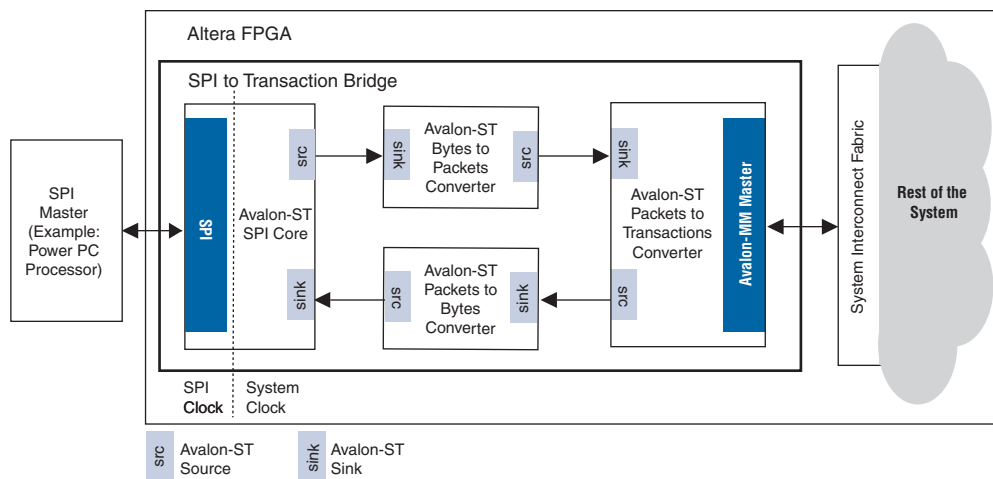 Altera FPGA
SPI to Transaction Bridge
SPI
Master
(Example:
Power PC
Processor)
SPI
Avalon-ST
SPI Core
src
sink
sink
Avalon-ST
Bytes to
Packets
Converter
src
src
Avalon-ST
Packets to
Bytes
Converter
sink
sink
src
Avalon-ST
Packets to
Transactions
Converter
Avalon-MM Master
System Interconnect Fabric
Rest of the
System
SPI
Clock
System
Clock
src
Avalon-ST
Source
sink
Avalon-ST
Sink